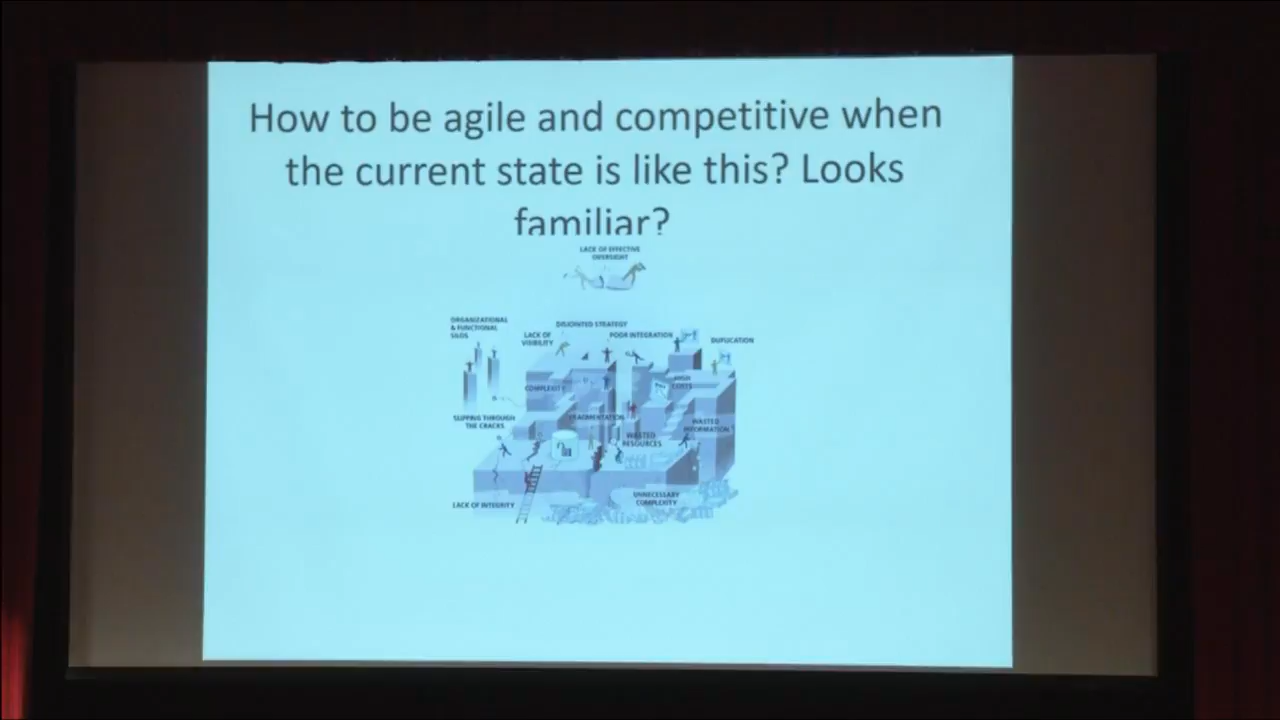 How to be agile and competitive when
the current state is like this? Looks
familiar?
LACK OF EFFECTIVE
OVERSIGHT
ORGANIZATIONAL
& FUNCTIONAL
SILOS
DISJOINTED STRATEGY
LACK OF
VISIBILITY
POOR INTEGRATION
DUPLICATION
COMPLEXITY
HIGH
COSTS
SLIPPING THROUGH
THE CRACKS
FRAGMENTATION
WASTED
RESOURCES
WASTED
INFORMATION
LACK OF INTEGRITY
UNNECESSARY
COMPLEXITY